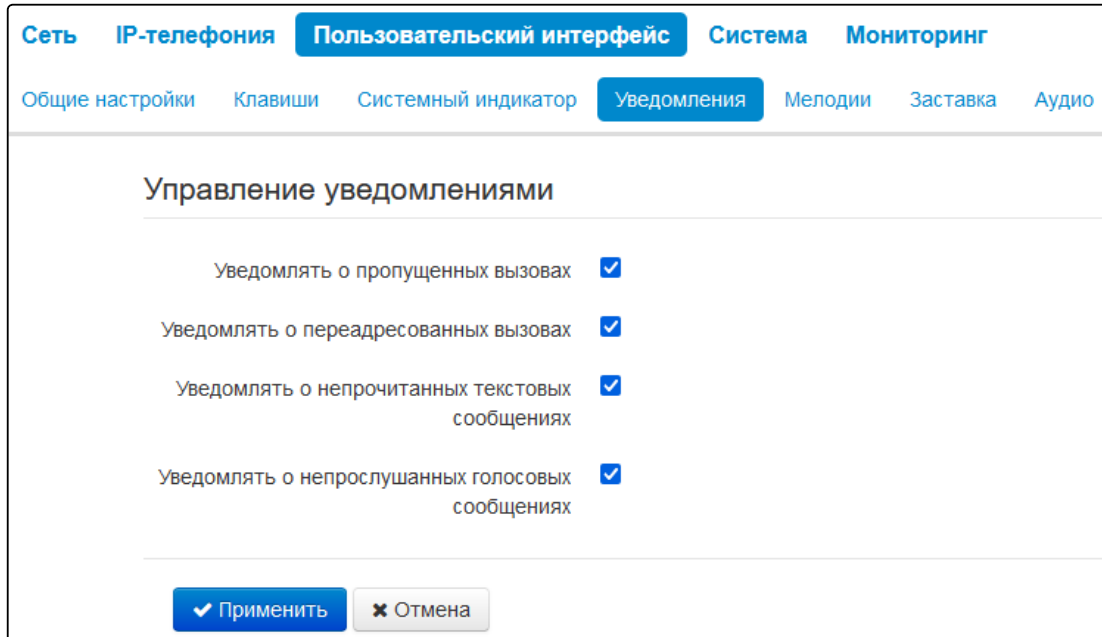 Сеть IP-телефония Пользовательский интерфейс Система Мониторинг
Общие настройки Клавиши Системный индикатор Уведомления Мелодии Заставка Аудио
Управление уведомлениями
Уведомлять о пропущенных вызовах
Уведомлять о переадресованных вызовах
Уведомлять о непрочитанных текстовых
сообщениях
Уведомлять о непрослушанных голосовых
сообщениях
Применить Отмена